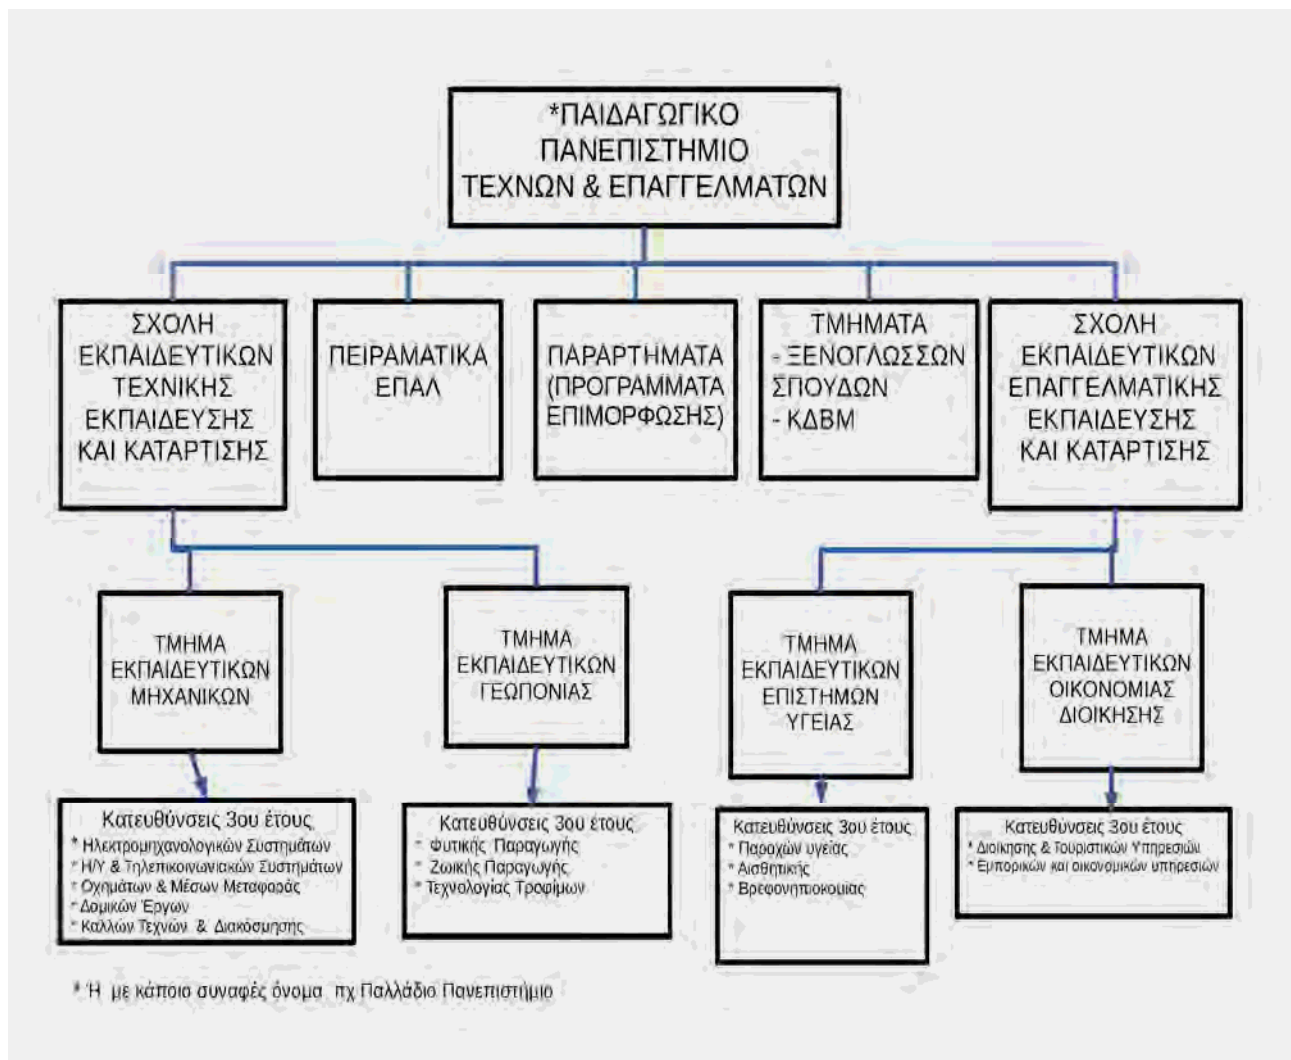 *ΠΑΙΔΑΓΩΓΙΚΟ
ΠΑΝΕΠΙΣΤΗΜΙΟ
ΤΕΧΝΩΝ & ΕΠΑΓΓΕΛΜΑΤΩΝ
ΣΧΟΛΗ
ΕΚΠΑΙΔΕΥΤΙΚΩΝ
ΤΕΧΝΙΚΗΣ
ΕΚΠΑΙΔΕΥΣΗΣ
ΚΑΙ ΚΑΤΑΡΤΙΣΗΣ
ΠΕΙΡΑΜΑΤΙΚΑ
ΕΠΑΛ
ΠΑΡΑΡΤΗΜΑΤΑ
(ΠΡΟΓΡΑΜΜΑΤΑ
ΕΠΙΜΟΡΦΩΣΗΣ)
ΤΜΗΜΑΤΑ
- ΞΕΝΟΓΛΩΣΣΩΝ
ΣΠΟΥΔΩΝ
- ΚΔΒΜ
ΣΧΟΛΗ
ΕΚΠΑΙΔΕΥΤΙΚΩΝ
ΕΠΑΓΓΕΛΜΑΤΙΚΗΣ
ΕΚΠΑΙΔΕΥΣΗΣ
ΚΑΙ ΚΑΤΑΡΤΙΣΗΣ
ΤΜΗΜΑ
ΕΚΠΑΙΔΕΥΤΙΚΩΝ
ΜΗΧΑΝΙΚΩΝ
ΤΜΗΜΑ
ΕΚΠΑΙΔΕΥΤΙΚΩΝ
ΓΕΩΠΟΝΙΑΣ
ΤΜΗΜΑ
ΕΚΠΑΙΔΕΥΤΙΚΩΝ
ΕΠΙΣΤΗΜΩΝ
ΥΓΕΙΑΣ
ΤΜΗΜΑ
ΕΚΠΑΙΔΕΥΤΙΚΩΝ
ΟΙΚΟΝΟΜΙΑΣ
ΔΙΟΙΚΗΣΗΣ
Κατευθύνσεις 3ου έτους
* Ηλεκτρομηχανολογικών Συστημάτων
* Η/Υ & Τηλεπικοινωνιακών Συστημάτων
* Οχημάτων & Μέσων Μεταφοράς
* Δομικών Έργων
* Καλλών Τεχνών & Διακόσμησής
Κατευθύνσεις 3ου έτους
* Φυτικής Παραγωγής
* Ζωικής Παραγωγής
* Τεχνολογίας Τροφίμων
Κατευθύνσεις 3ου έτους
* Παροχών υγείας
* Αισθητικής
* Βρεφονηπιοκομιας
Κατευθύνσεις 3ου έτους
* Διοίκησης & Τουριστικών Υπηρεσιών
* Εμπορικών και οικονομικών υπηρεσιών
* Ή με κάποιο συναφές όνομα πχ Παλλάδιο Πανεπιστήμιο